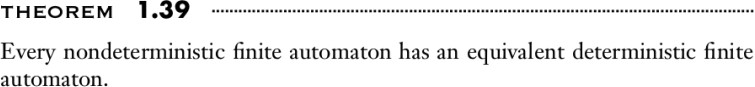 THEOREM 1.39
Every nondeterministic finite automaton has an equivalent deterministic finite
automaton.